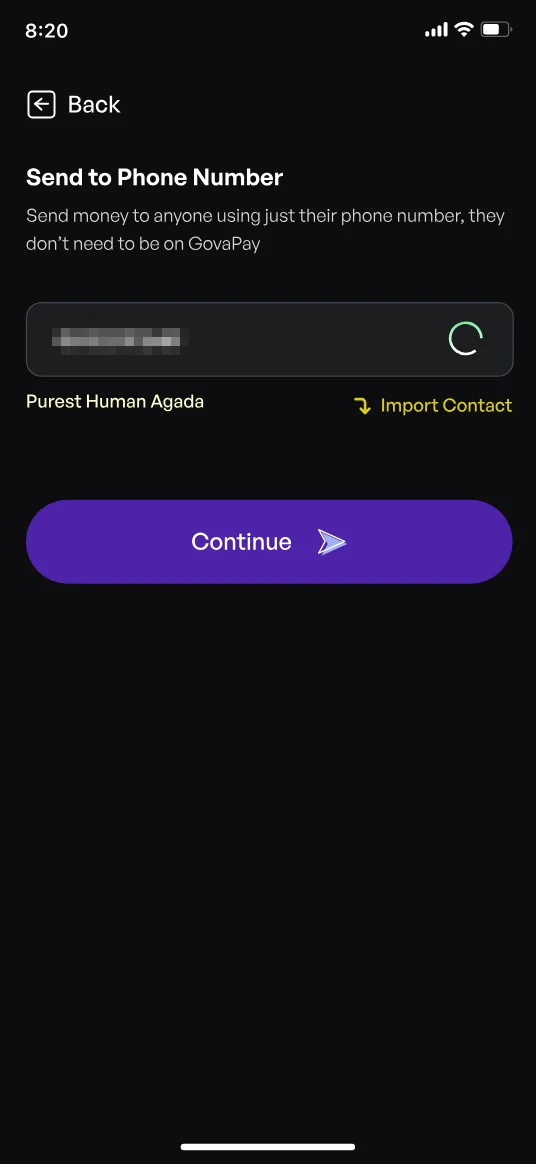 8:20
Back
Send to Phone Number
Send money to anyone using just their phone number, they
don’t need to be on GovaPay
Purest Human Agada
Import Contact
Continue